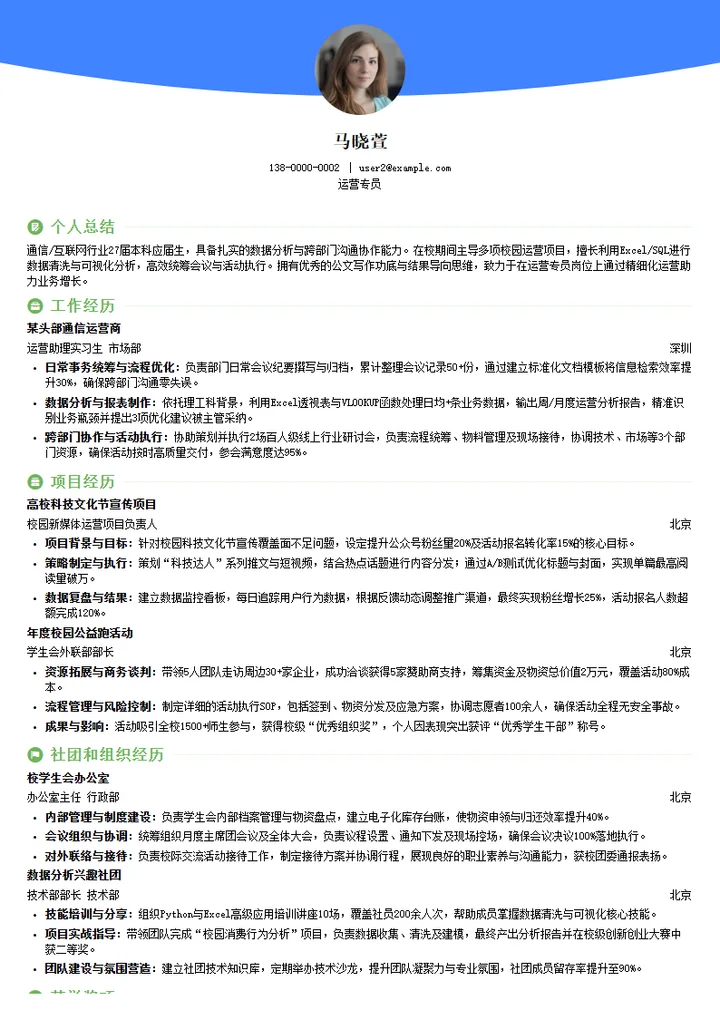 马晓萱
138-0000-0002 | user2@example.com
运营专员
个人总结
通信/互联网行业27届本科应届生，具备扎实的数据分析与跨部门沟通协作能力。在校期间主导多项校园运营项目，擅长利用Excel/SQL进行
数据清洗与可视化分析，高效统筹会议与活动执行。拥有优秀的公文写作功底与结果导向思维，致力于在运营专员岗位上通过精细化运营助
力业务增长。
工作经历
某头部通信运营商
运营助理实习生 市场部 深圳
• 日常事务统筹与流程优化：负责部门日常会议纪要撰写与归档，累计整理会议记录50+份，通过建立标准化文档模板将信息检索效率提
升30%，确保跨部门沟通零失误。
• 数据分析与报表制作：依托理工科背景，利用Excel透视表与VLOOKUP函数处理日均+条业务数据，输出周/月度运营分析报告，精准识
别业务瓶颈并提出3项优化建议被主管采纳。
• 跨部门协作与活动执行：协助策划并执行2场百人级线上行业研讨会，负责流程统筹、物料管理及现场接待，协调技术、市场等3个部
门资源，确保活动按时高质量交付，参会满意度达95%。
项目经历
高校科技文化节宣传项目
校园新媒体运营项目负责人 北京
• 项目背景与目标：针对校园科技文化节宣传覆盖面不足问题，设定提升公众号粉丝量20%及活动报名转化率15%的核心目标。
• 策略制定与执行：策划“科技达人”系列推文与短视频，结合热点话题进行内容分发；通过A/B测试优化标题与封面，实现单篇最高阅
读量破万。
• 数据复盘与结果：建立数据监控看板，每日追踪用户行为数据，根据反馈动态调整推广渠道，最终实现粉丝增长25%，活动报名人数超
额完成120%。
年度校园公益跑活动
学生会外联部部长 北京
• 资源拓展与商务谈判：带领5人团队走访周边30+家企业，成功洽谈获得5家赞助商支持，筹集资金及物资总价值2万元，覆盖活动80%成
本。
• 流程管理与风险控制：制定详细的活动执行SOP，包括签到、物资分发及应急方案，协调志愿者100余人，确保活动全程无安全事故。
• 成果与影响：活动吸引全校1500+师生参与，获得校级“优秀组织奖”，个人因表现突出获评“优秀学生干部”称号。
社团和组织经历
校学生会办公室
办公室主任 行政部 北京
• 内部管理与制度建设：负责学生会内部档案管理与物资盘点，建立电子化库存台账，使物资申领与归还效率提升40%。
• 会议组织与协调：统筹组织月度主席团会议及全体大会，负责议程设置、通知下发及现场控场，确保会议决议100%落地执行。
• 对外联络与接待：负责校际交流活动接待工作，制定接待方案并协调行程，展现良好的职业素养与沟通能力，获校团委通报表扬。
数据分析兴趣社团
技术部部长 技术部 北京
• 技能培训与分享：组织Python与Excel高级应用培训讲座10场，覆盖社员200余人次，帮助成员掌握数据清洗与可视化核心技能。
• 项目实战指导：带领团队完成“校园消费行为分析”项目，负责数据收集、清洗及建模，最终产出分析报告并在校级创新创业大赛中
获二等奖。
• 团队建设与氛围营造：建立社团技术知识库，定期举办技术沙龙，提升团队凝聚力与专业氛围，社团成员留存率提升至90%。